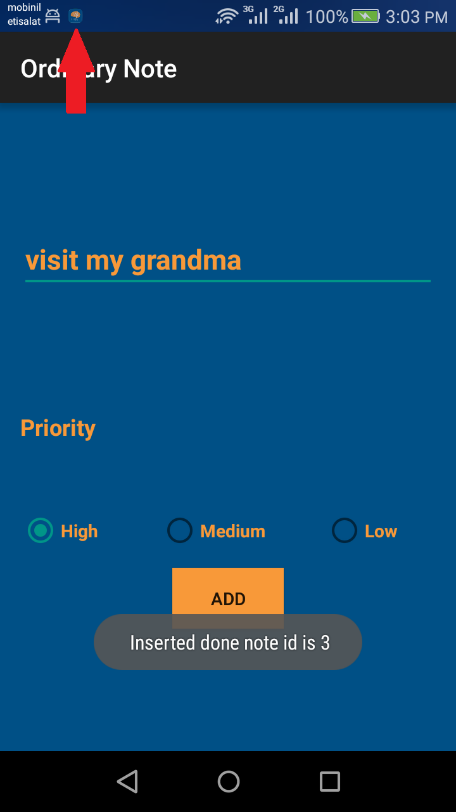 mobinil
etisalat 3G 2G 100% 3:03 PM
Ordinary Note
visit my grandma
Priority
High Medium Low
ADD
Inserted done note id is 3